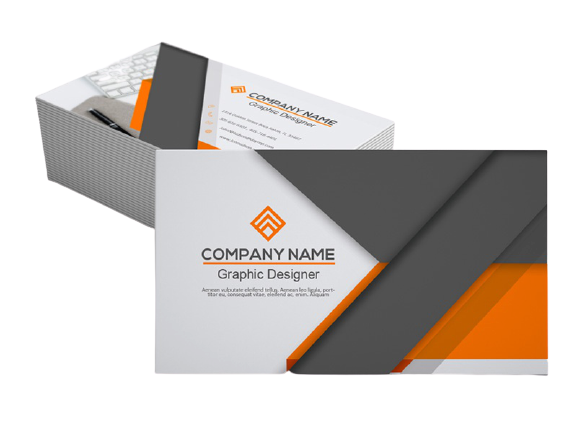 COMPANY NAME
Graphic Designer
COMPANY NAME
Graphic Designer
Aenean vulputate eleifend tellus. Aenean leo ligula, port-
titor eu, consequat vitae, eleifend ac, enim. Aliquam